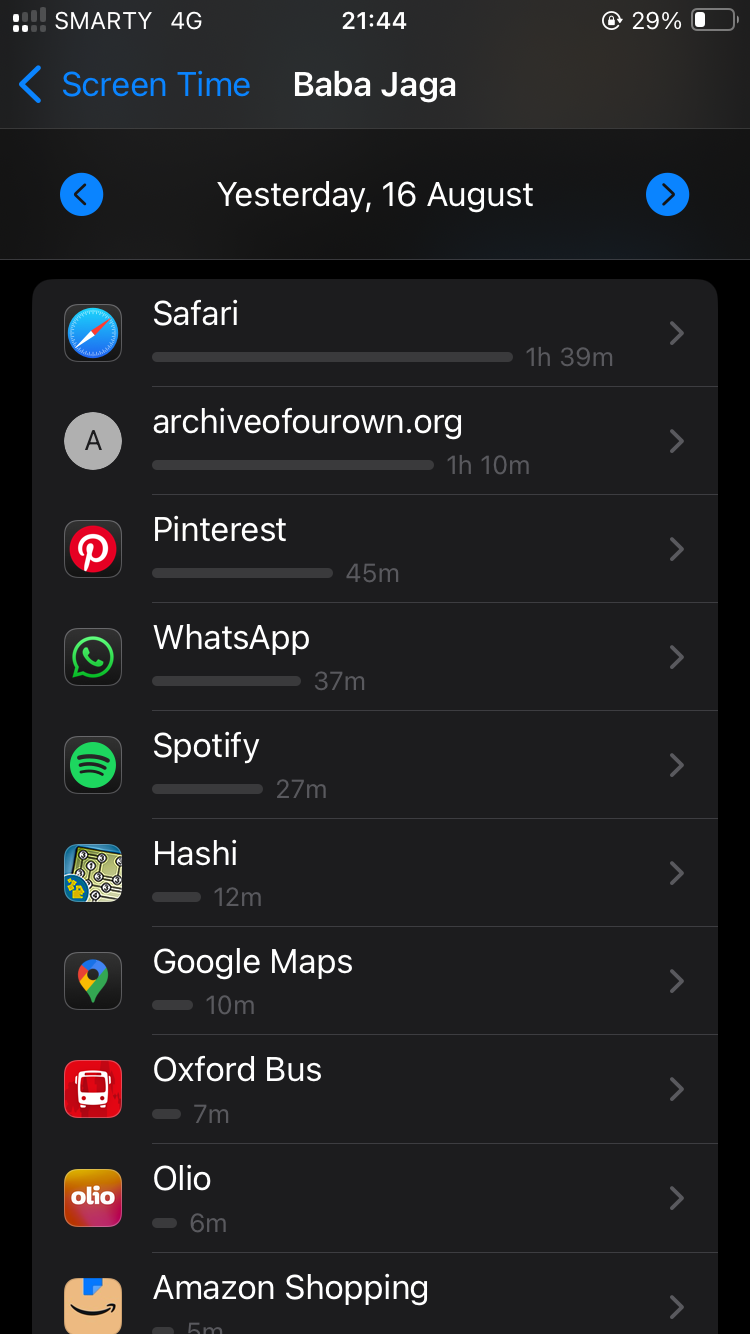 SMARTY 4G 21:44 29%
Screen Time Baba Jaga
Yesterday, 16 August
Safari
1h 39m
A
archiveofourown.org
1h 10m
Pinterest
45m
WhatsApp
37m
Spotify
27m
Hashi
12m
Google Maps
10m
Oxford Bus
7m
olio
Olio
6m
Amazon Shopping
5m